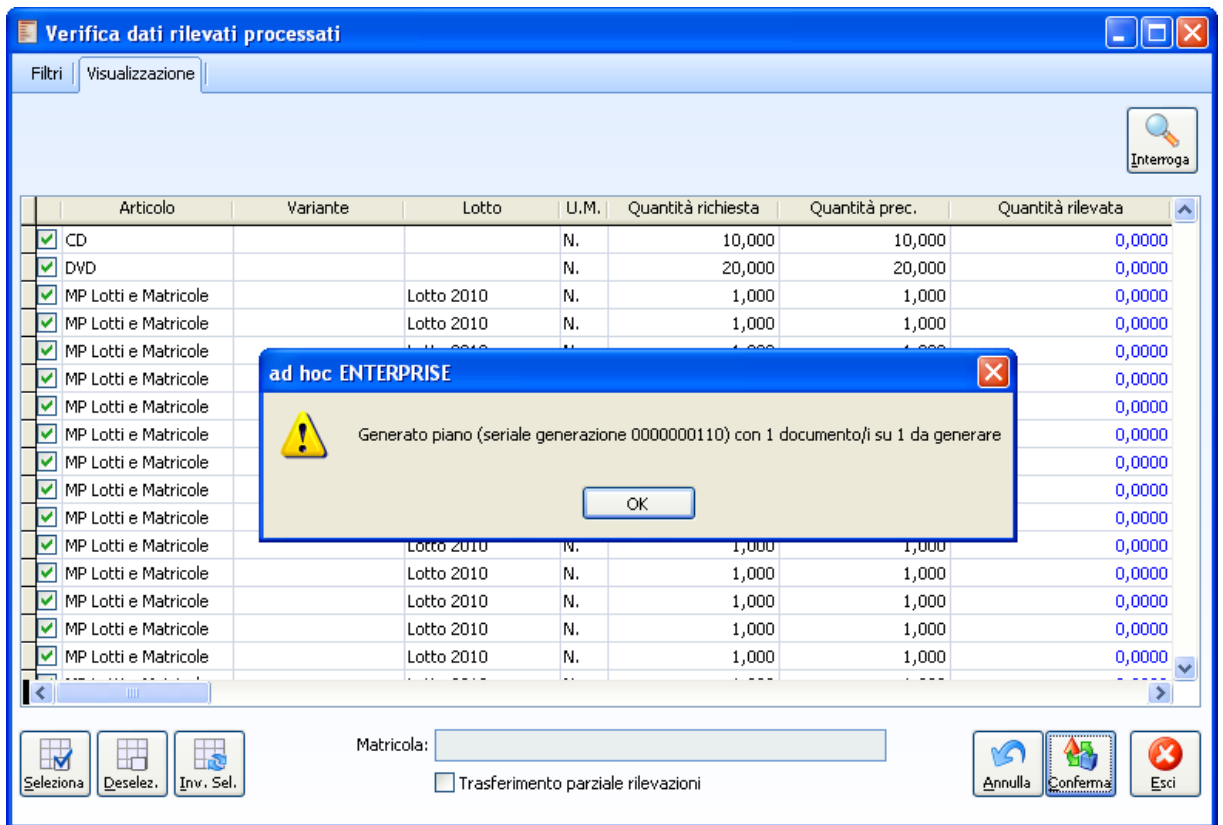 Verifica dati rilevati processati
Filtri Visualizzazione
Interroga
Articolo Variante Lotto U.M. Quantità richiesta Quantità prec. Quantità rilevata
CD N. 10,000 10,000 0,0000
DVD N. 20,000 20,000 0,0000
MP Lotti e Matricole Lotto 2010 N. 1,000 1,000 0,0000
MP Lotti e Matricole Lotto 2010 N. 1,000 1,000 0,0000
MP Lotti e Matricole 0,0000
ad hoc ENTERPRISE
MP Lotti e Matricole 0,0000
MP Lotti e Matricole 0,0000
Generato piano (seriale generazione 0000000110) con 1 documento/i su 1 da generare
MP Lotti e Matricole 0,0000
MP Lotti e Matricole 0,0000
MP Lotti e Matricole 0,0000
OK
MP Lotti e Matricole 0,0000
MP Lotti e Matricole Lotto 2010 N. 1,000 1,000 0,0000
MP Lotti e Matricole Lotto 2010 N. 1,000 1,000 0,0000
MP Lotti e Matricole Lotto 2010 N. 1,000 1,000 0,0000
MP Lotti e Matricole Lotto 2010 N. 1,000 1,000 0,0000
MP Lotti e Matricole Lotto 2010 N. 1,000 1,000 0,0000
Seleziona Deselez. Inv. Sel. Matricola: Annulla Conferma Esci
Trasferimento parziale rilevazioni